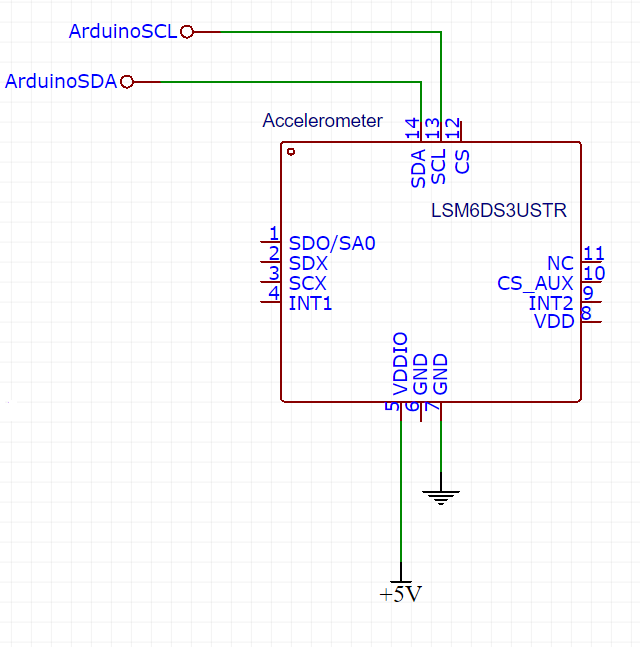 ArduinoSCL
ArduinoSDA
Accelerometer
14 13 12
SDA SCL CS
LSM6DS3USTR
1 SDO/SA0
2 SDX
3 SCX
4 INT1
NC 11
CS_AUX 10
INT2 9
VDD 8
VDDIO GND GND
5 6 7
+5V